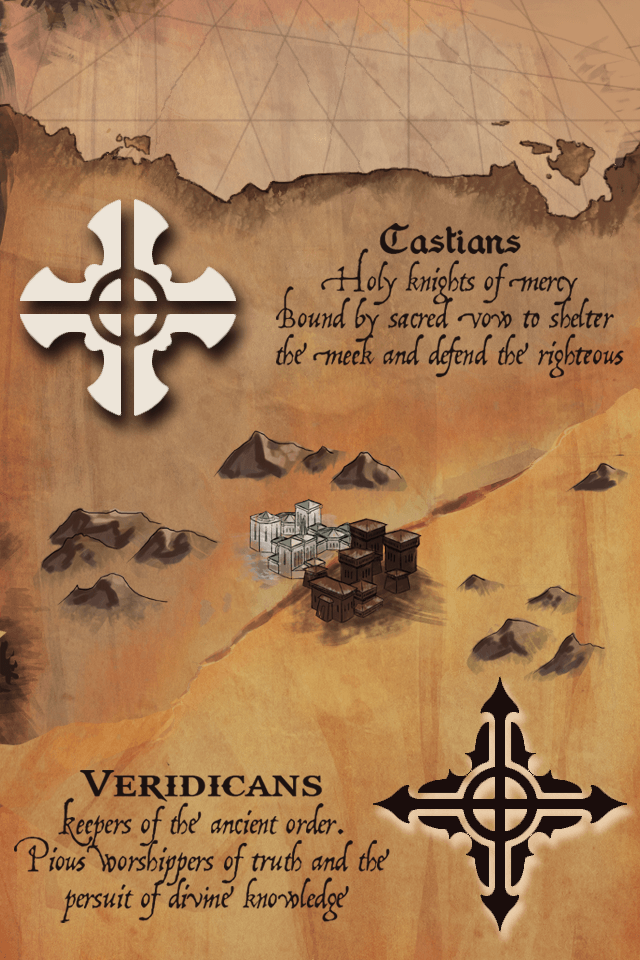 Castians
Holy knights of mercy
Bound by sacred vow to shelter
the meek and defend the righteous
VERIDICANS
keepers of the ancient order.
Pious worshippers of truth and the
persuit of divine knowledge